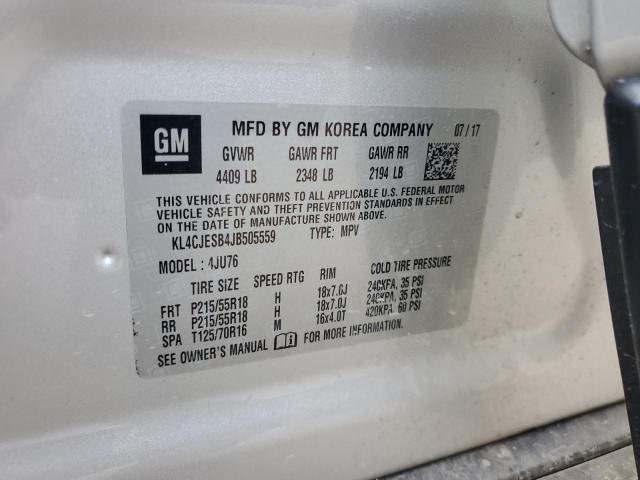 GM MFD BY GM KOREA COMPANY 07/17
GVWR GAWR FRT GAWR RR
4409 LB 2348 LB 2194 LB
THIS VEHICLE CONFORMS TO ALL APPLICABLE U.S. FEDERAL MOTOR
VEHICLE SAFETY AND THEFT PREVENTION STANDARDS IN EFFECT
ON THE DATE OF MANUFACTURE SHOWN ABOVE.
KL4CJESB4JB505559 TYPE: MPV
MODEL: 4JU76
TIRE SIZE SPEED RTG RIM COLD TIRE PRESSURE
FRT P215/55R18 H 18x7.0J 240KPA, 35 PSI
RR P215/55R18 H 18x7.0J 240KPA, 35 PSI
SPA T125/70R16 M 16x4.0T 420KPA, 60 PSI
SEE OWNER'S MANUAL FOR MORE INFORMATION